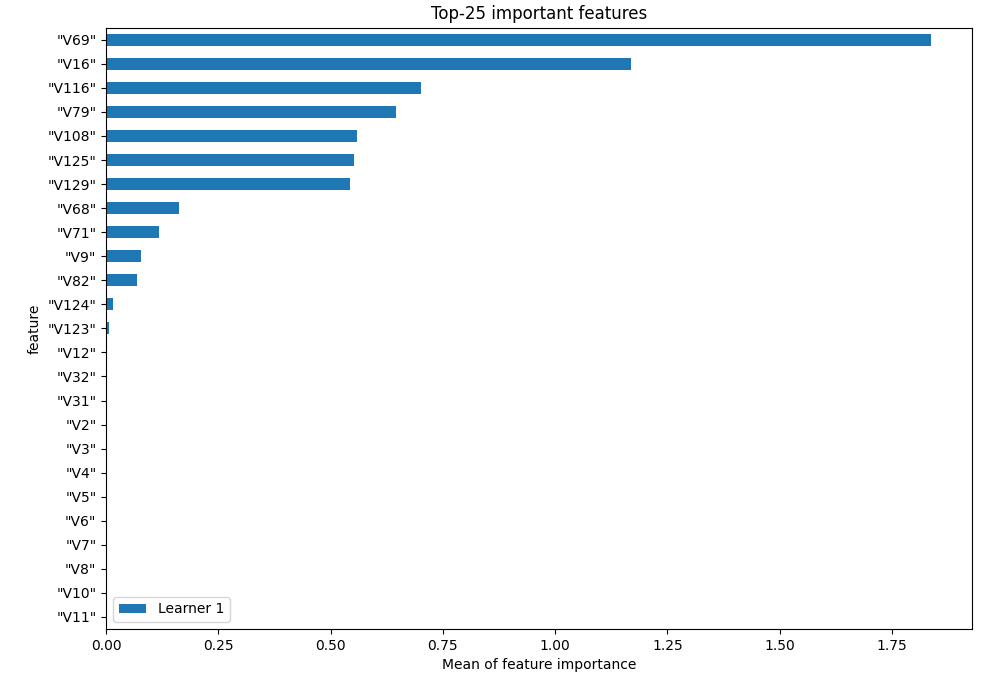 Top-25 important features
"V69"
"V16"
"V116"
"V79"
"V108"
"V125"
"V129"
"V68"
"V71"
"V9"
"V82"
"V124"
"V123"
"V12"
"V32"
"V31"
"V2"
"V3"
"V4"
"V5"
"V6"
"V7"
"V8"
"V10"
"V11"
feature
Learner 1
0.00 0.25 0.50 0.75 1.00 1.25 1.50 1.75
Mean of feature importance